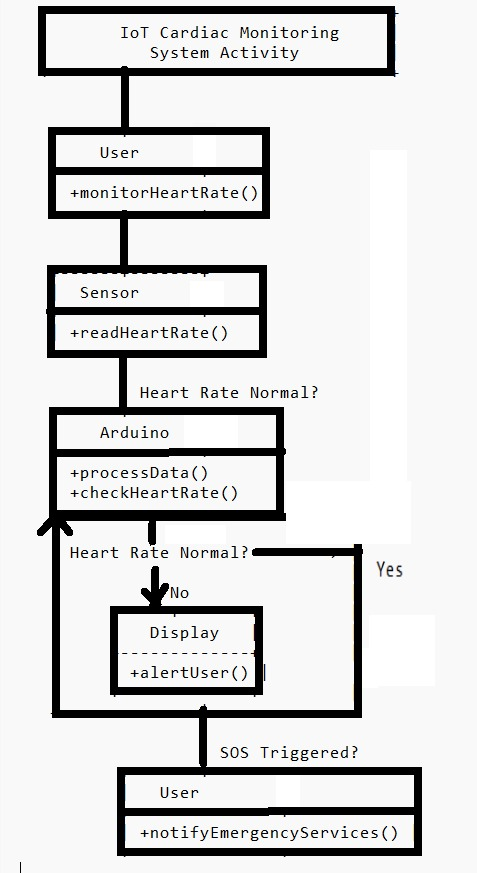 IoT Cardiac Monitoring
System Activity
User
+monitorHeartRate()
Sensor
+readHeartRate()
Heart Rate Normal?
Arduino
+processData()
+checkHeartRate()
Heart Rate Normal?
Yes
No
Display
+alertUser()
SOS Triggered?
User
+notifyEmergencyServices()